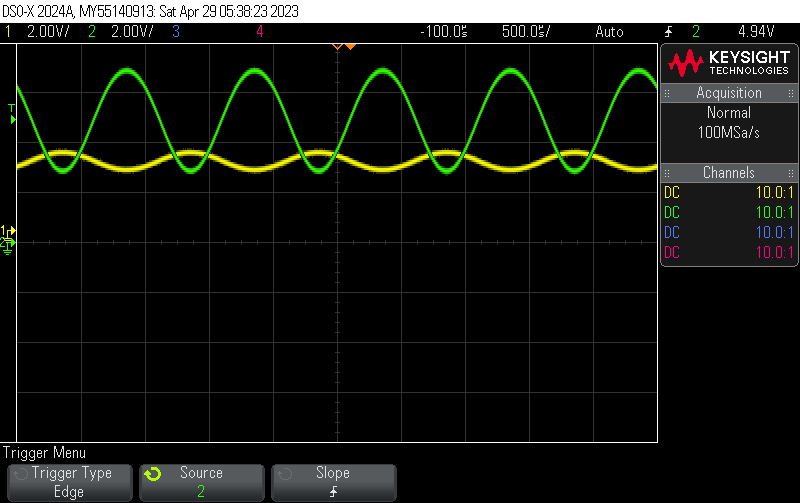 DSO-X 2024A, MY55140913: Sat Apr 29 05:38:23 2023
1 2.00V/ 2 2.00V/ 3 4 -100.0us 500.0us/ Auto 2 4.94V
KEYSIGHT
TECHNOLOGIES
Acquisition
Normal
100MSa/s
Channels
DC 10.0:1
DC 10.0:1
DC 10.0:1
DC 10.0:1
T
1
2
Trigger Menu
Trigger Type
Edge
Source
2
Slope